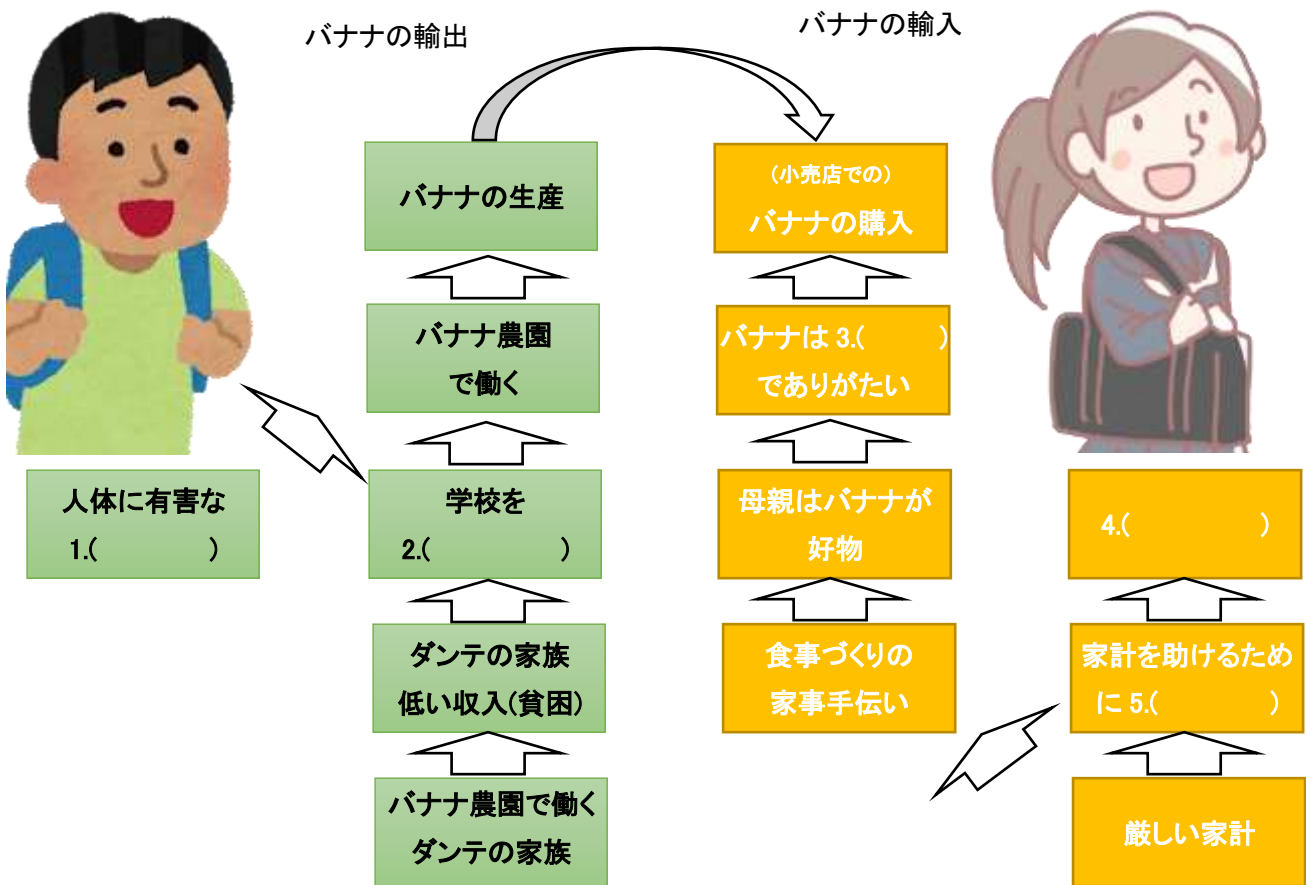 バナナの輸出
バナナの輸入
バナナの生産
(小売店での)
バナナの購入
バナナ農園
で働く
バナナは 3.(　　　)
でありがたい
人体に有害な
1.(　　　)
学校を
2.(　　　)
母親はバナナが
好物
4.(　　　)
ダンテの家族
低い収入(貧困)
食事づくりの
家事手伝い
家計を助けるため
に 5.(　　　)
バナナ農園で働く
ダンテの家族
厳しい家計